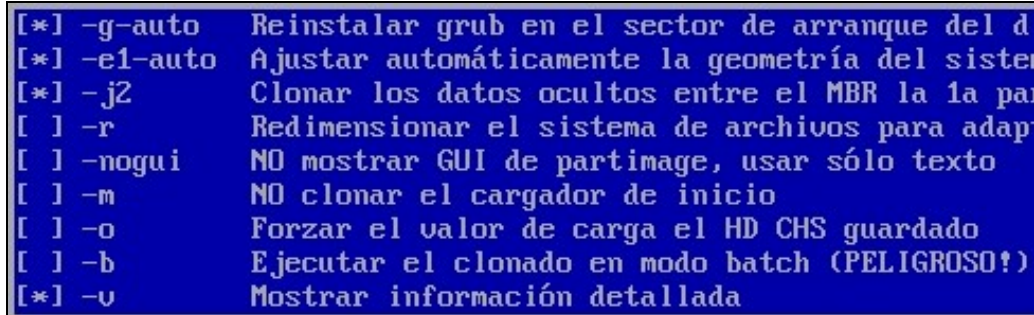 [*] -g-auto Reinstalar grub en el sector de arranque del d
[*] -e1-auto Ajustar automáticamente la geometría del sistem
[*] -j2 Clonar los datos ocultos entre el MBR la 1a par
[ ] -r Redimensionar el sistema de archivos para adap
[ ] -nogui NO mostrar GUI de partimage, usar sólo texto
[ ] -m NO clonar el cargador de inicio
[ ] -o Forzar el valor de carga el HD CHS guardado
[ ] -b Ejecutar el clonado en modo batch (PELIGROSO!)
[*] -v Mostrar información detallada